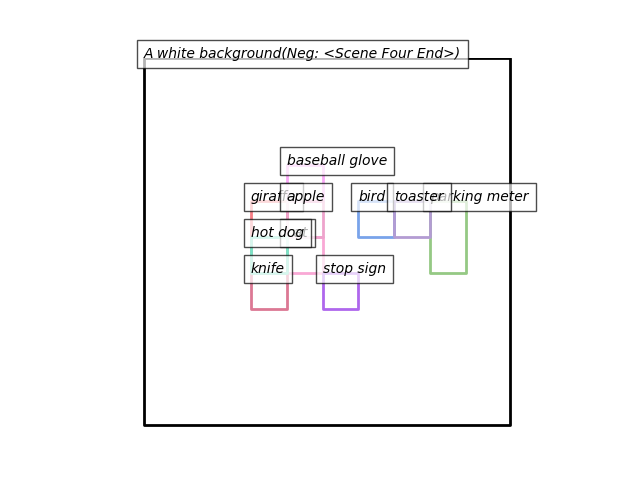 A white background(Neg: <Scene Four End>)
baseball glove
giraffe apple bird toaster parking meter
hot dog
knife stop sign